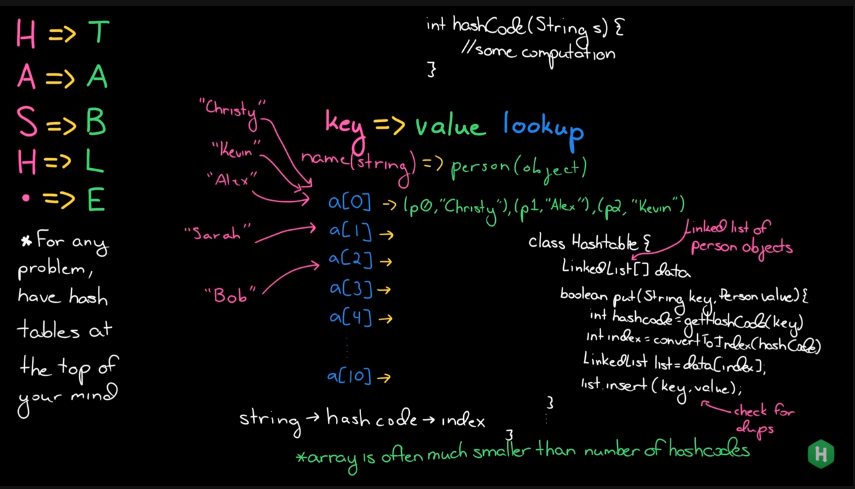 H => T
A => A
S => B
H => L
• => E
*For any
problem,
have hash
tables at
the top of
your mind
int hashCode(String s) {
//some computation
}
key => value lookup
name(string) => person(object)
"Christy"
"Kevin"
"Alex"
"Sarah"
"Bob"
a[0] → (p0,"Christy"),(p1,"Alex"),(p2, "Kevin")
a[1] →
a[2] →
a[3] →
a[4] →
a[10] →
string → hash code → index
Linked list of
person objects
class Hashtable {
LinkedList[] data
boolean put(String key, Person value) {
int hashcode = getHashCode(key)
int index = convertToIndex(hashCode)
LinkedList list = data[index];
list.insert(key, value);
}
}
check for
dups
*array is often much smaller than number of hashcodes
H